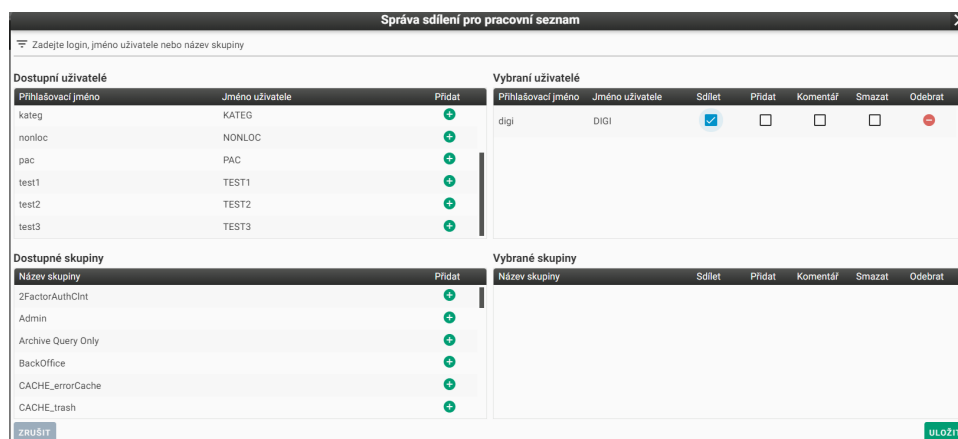 Správa sdílení pro pracovní seznam
Zadejte login, jméno uživatele nebo název skupiny
Dostupní uživatelé
Přihlašovací jméno Jméno uživatele Přidat
kateg KATEG
nonloc NONLOC
pac PAC
test1 TEST1
test2 TEST2
test3 TEST3
Vybraní uživatelé
Přihlašovací jméno Jméno uživatele Sdílet Přidat Komentář Smazat Odebrat
digi DIGI
Dostupné skupiny
Název skupiny Přidat
2FactorAuthClnt
Admin
Archive Query Only
BackOffice
CACHE_errorCache
CACHE_trash
Vybrané skupiny
Název skupiny Sdílet Přidat Komentář Smazat Odebrat
ZRUŠIT
ULOŽIT